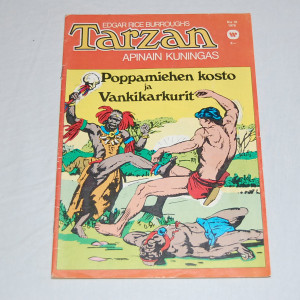 EDGAR RICE BURROUGHS
Tarzan
APINAIN KUNINGAS
Poppamiehen kosto
ja
Vankikarkurit